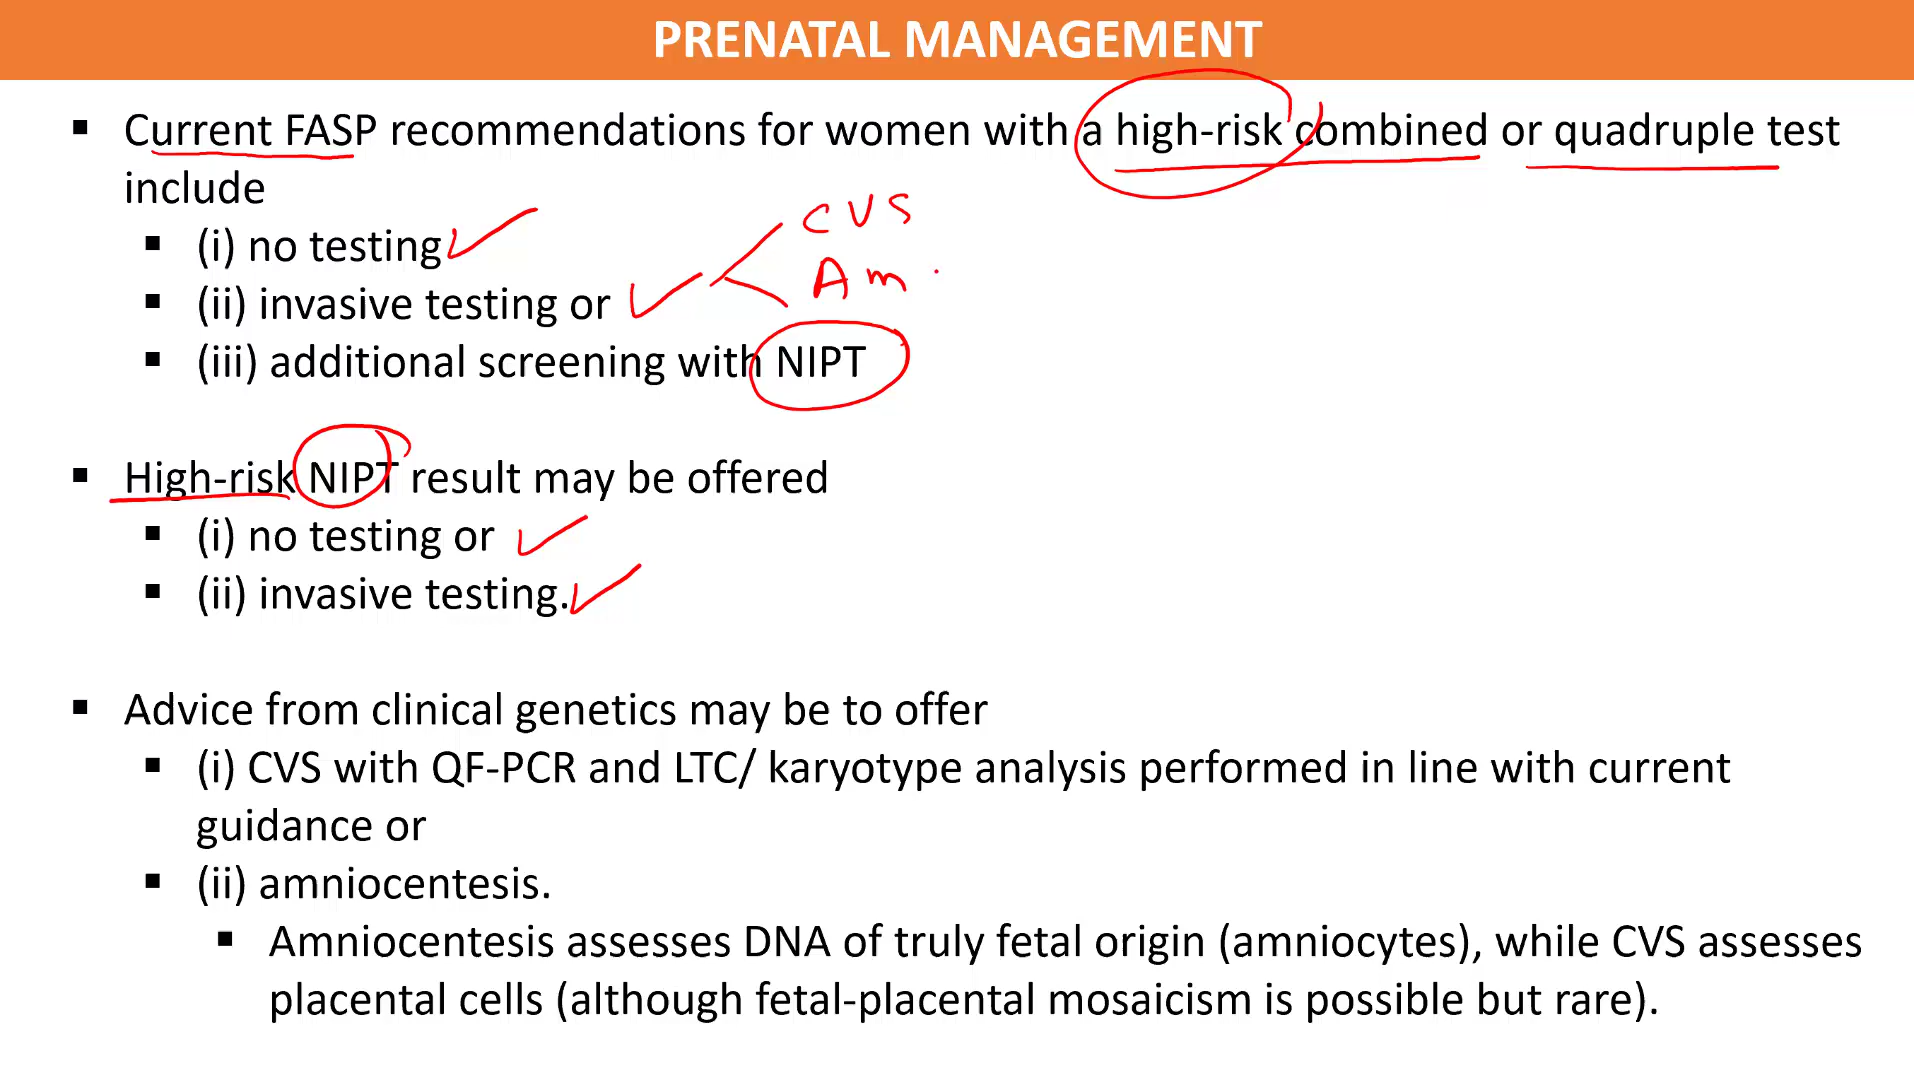 PRENATAL MANAGEMENT
▪ Current FASP recommendations for women with a high-risk combined or quadruple test
include
▪ (i) no testing
CVS
▪ (ii) invasive testing or
Am
▪ (iii) additional screening with NIPT
▪ High-risk NIPT result may be offered
▪ (i) no testing or
▪ (ii) invasive testing.
▪ Advice from clinical genetics may be to offer
▪ (i) CVS with QF-PCR and LTC/ karyotype analysis performed in line with current
guidance or
▪ (ii) amniocentesis.
▪ Amniocentesis assesses DNA of truly fetal origin (amniocytes), while CVS assesses
placental cells (although fetal-placental mosaicism is possible but rare).